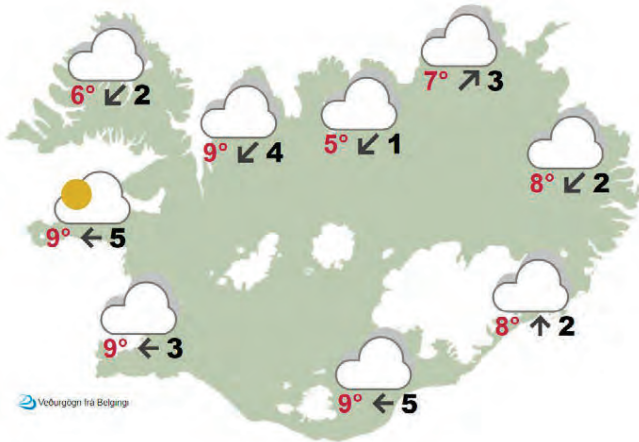 7° ↗ 3
6° ↙ 2
9° ↙ 4
5° ↙ 1
8° ↙ 2
9° ← 5
8° ↑ 2
9° ← 3
9° ← 5
Veðurgögn frá Belgingi